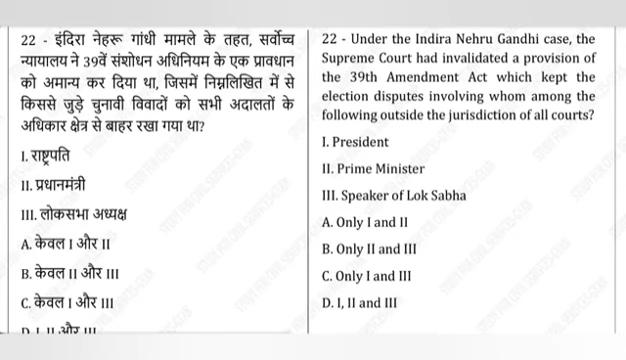 22 - इंदिरा नेहरू गांधी मामले के तहत, सर्वोच्च
न्यायालय ने 39वें संशोधन अधिनियम के एक प्रावधान
को अमान्य कर दिया था, जिसमें निम्नलिखित में से
किससे जुड़े चुनावी विवादों को सभी अदालतों के
अधिकार क्षेत्र से बाहर रखा गया था?
I. राष्ट्रपति
II. प्रधानमंत्री
III. लोकसभा अध्यक्ष
A. केवल I और II
B. केवल II और III
C. केवल I और III
D. I, II और III
22 - Under the Indira Nehru Gandhi case, the
Supreme Court had invalidated a provision of
the 39th Amendment Act which kept the
election disputes involving whom among the
following outside the jurisdiction of all courts?
I. President
II. Prime Minister
III. Speaker of Lok Sabha
A. Only I and II
B. Only II and III
C. Only I and III
D. I, II and III